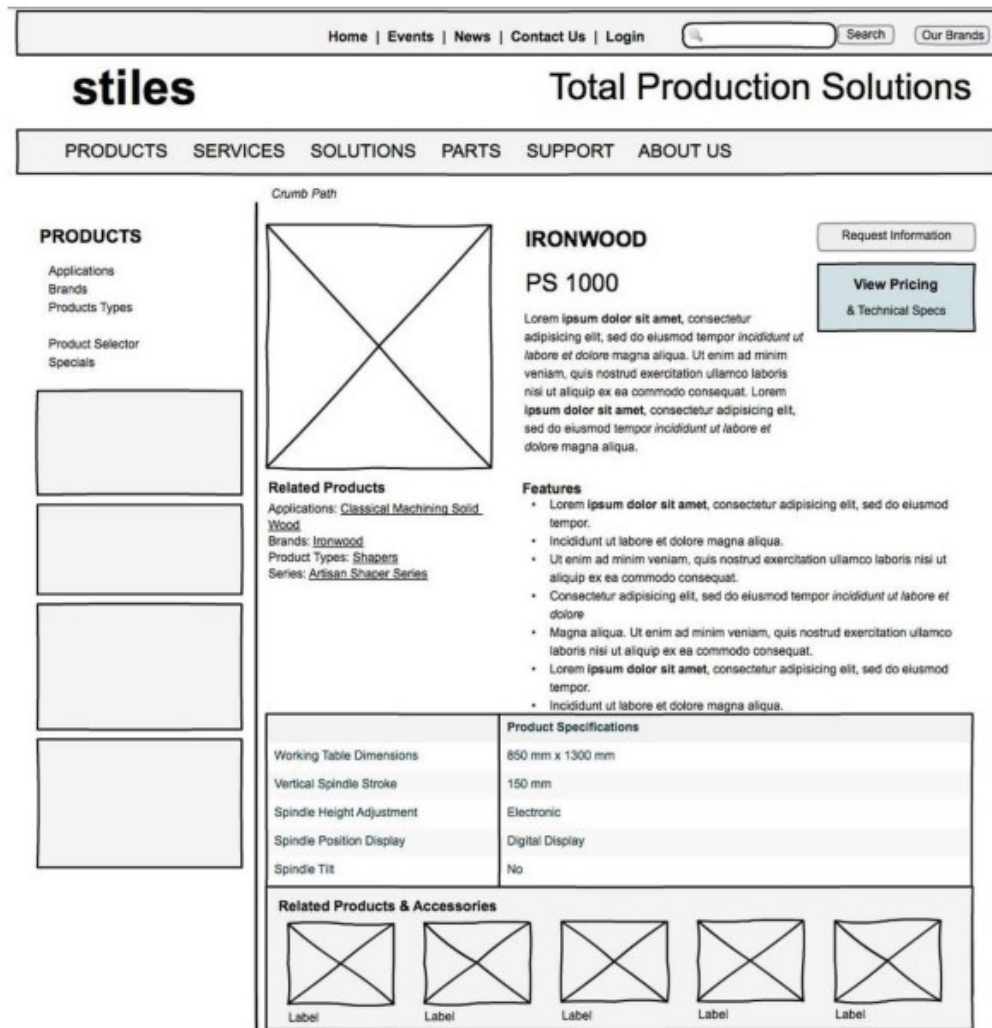 Home | Events | News | Contact Us | Login
Search
Our Brands
stiles
Total Production Solutions
PRODUCTS SERVICES SOLUTIONS PARTS SUPPORT ABOUT US
Crumb Path
PRODUCTS
Applications
Brands
Products Types
Product Selector
Specials
IRONWOOD
PS 1000
Lorem ipsum dolor sit amet, consectetur
adipisicing elit, sed do eiusmod tempor incididunt ut
labore et dolore magna aliqua. Ut enim ad minim
veniam, quis nostrud exercitation ullamco laboris
nisi ut aliquip ex ea commodo consequat. Lorem
ipsum dolor sit amet, consectetur adipisicing elit,
sed do eiusmod tempor incididunt ut labore et
dolore magna aliqua.
Request Information
View Pricing
& Technical Specs
Related Products
Applications: Classical Machining Solid
Wood
Brands: Ironwood
Product Types: Shapers
Series: Artisan Shaper Series
Features
• Lorem ipsum dolor sit amet, consectetur adipisicing elit, sed do eiusmod
tempor.
• Incididunt ut labore et dolore magna aliqua.
• Ut enim ad minim veniam, quis nostrud exercitation ullamco laboris nisi ut
aliquip ex ea commodo consequat.
• Consectetur adipisicing elit, sed do eiusmod tempor incididunt ut labore et
dolore
• Magna aliqua. Ut enim ad minim veniam, quis nostrud exercitation ullamco
laboris nisi ut aliquip ex ea commodo consequat.
• Lorem ipsum dolor sit amet, consectetur adipisicing elit, sed do eiusmod
tempor.
• Incididunt ut labore et dolore magna aliqua.
Product Specifications
Working Table Dimensions 850 mm x 1300 mm
Vertical Spindle Stroke 150 mm
Spindle Height Adjustment Electronic
Spindle Position Display Digital Display
Spindle Tilt No
Related Products & Accessories
Label Label Label Label Label